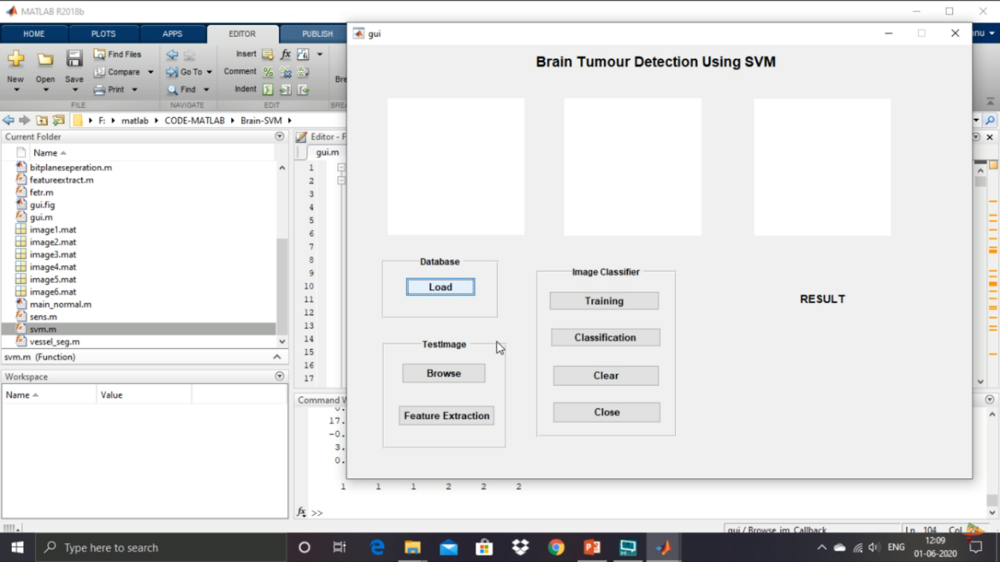 MATLAB R2018b
HOME PLOTS APPS EDITOR PUBLISH
gui
nu
Brain Tumour Detection Using SVM
New Open Save Find Files Compare Print
Insert Comment Indent
Go To Find
FILE NAVIGATE EDIT BREA
F: matlab CODE-MATLAB Brain-SVM
Current Folder
Name
bitplaneseperation.m
featureextract.m
fetr.m
gui.fig
gui.m
image1.mat
image2.mat
image3.mat
image4.mat
image5.mat
image6.mat
main_normal.m
sens.m
svm.m
vessel_seg.m
svm.m (Function)
Workspace
Name Value
Editor - F
gui.m
1
2
3
4
5
6
7
8
9
10
11
12
13
14
15
16
17
Database
Load
TestImage
Browse
Feature Extraction
Image Classifier
Training
Classification
Clear
Close
RESULT
Command W
17.
-0.
3.
0.
1 1 1 2 2 2
fx >>
gui / Browse_im_Callback Ln 104 Col
Type here to search
ENG
12:09
01-06-2020